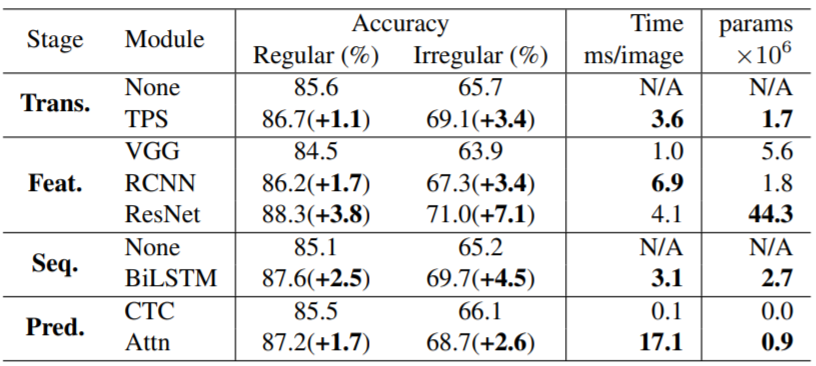 Stage Module Accuracy Time params
Regular (%) Irregular (%) ms/image ×10⁶
Trans. None 85.6 65.7 N/A N/A
TPS 86.7(+1.1) 69.1(+3.4) 3.6 1.7
Feat. VGG 84.5 63.9 1.0 5.6
RCNN 86.2(+1.7) 67.3(+3.4) 6.9 1.8
ResNet 88.3(+3.8) 71.0(+7.1) 4.1 44.3
Seq. None 85.1 65.2 N/A N/A
BiLSTM 87.6(+2.5) 69.7(+4.5) 3.1 2.7
Pred. CTC 85.5 66.1 0.1 0.0
Attn 87.2(+1.7) 68.7(+2.6) 17.1 0.9